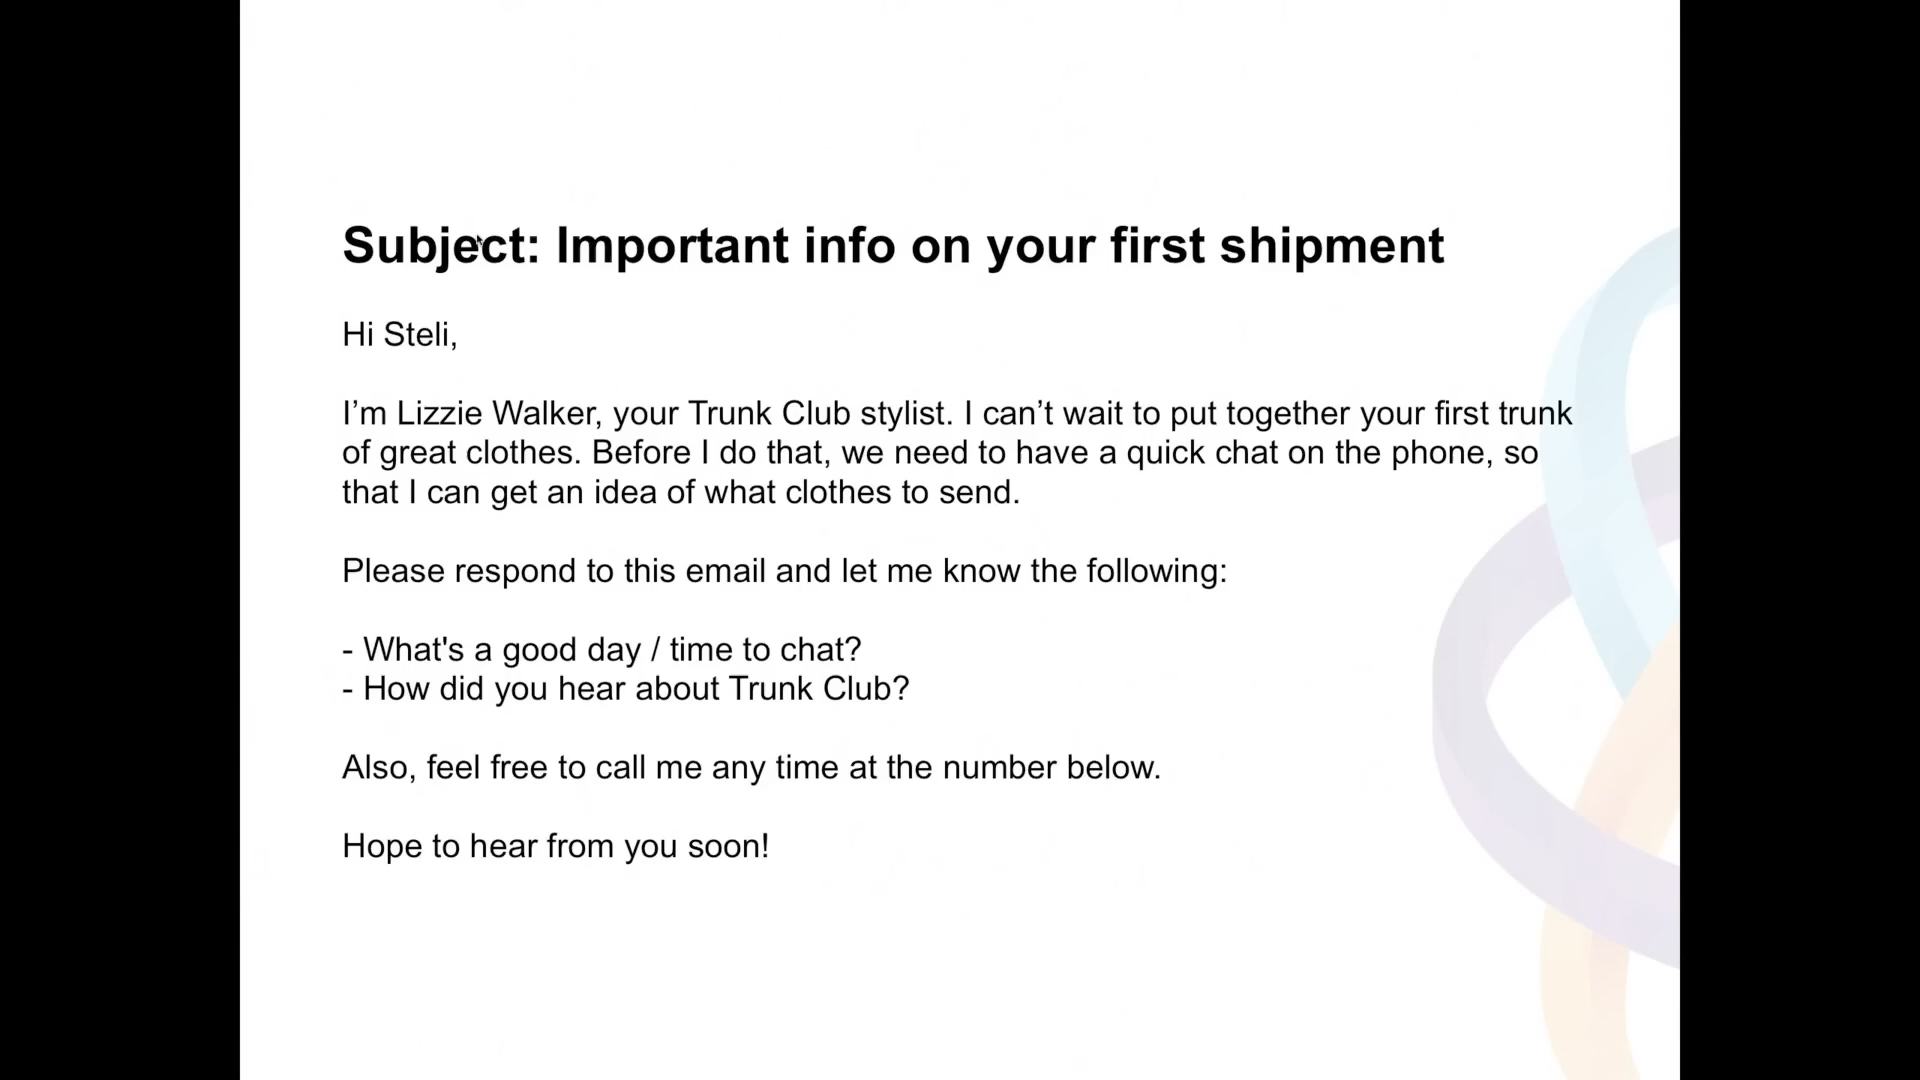 Subject: Important info on your first shipment
Hi Steli,
I’m Lizzie Walker, your Trunk Club stylist. I can’t wait to put together your first trunk
of great clothes. Before I do that, we need to have a quick chat on the phone, so
that I can get an idea of what clothes to send.
Please respond to this email and let me know the following:
- What's a good day / time to chat?
- How did you hear about Trunk Club?
Also, feel free to call me any time at the number below.
Hope to hear from you soon!